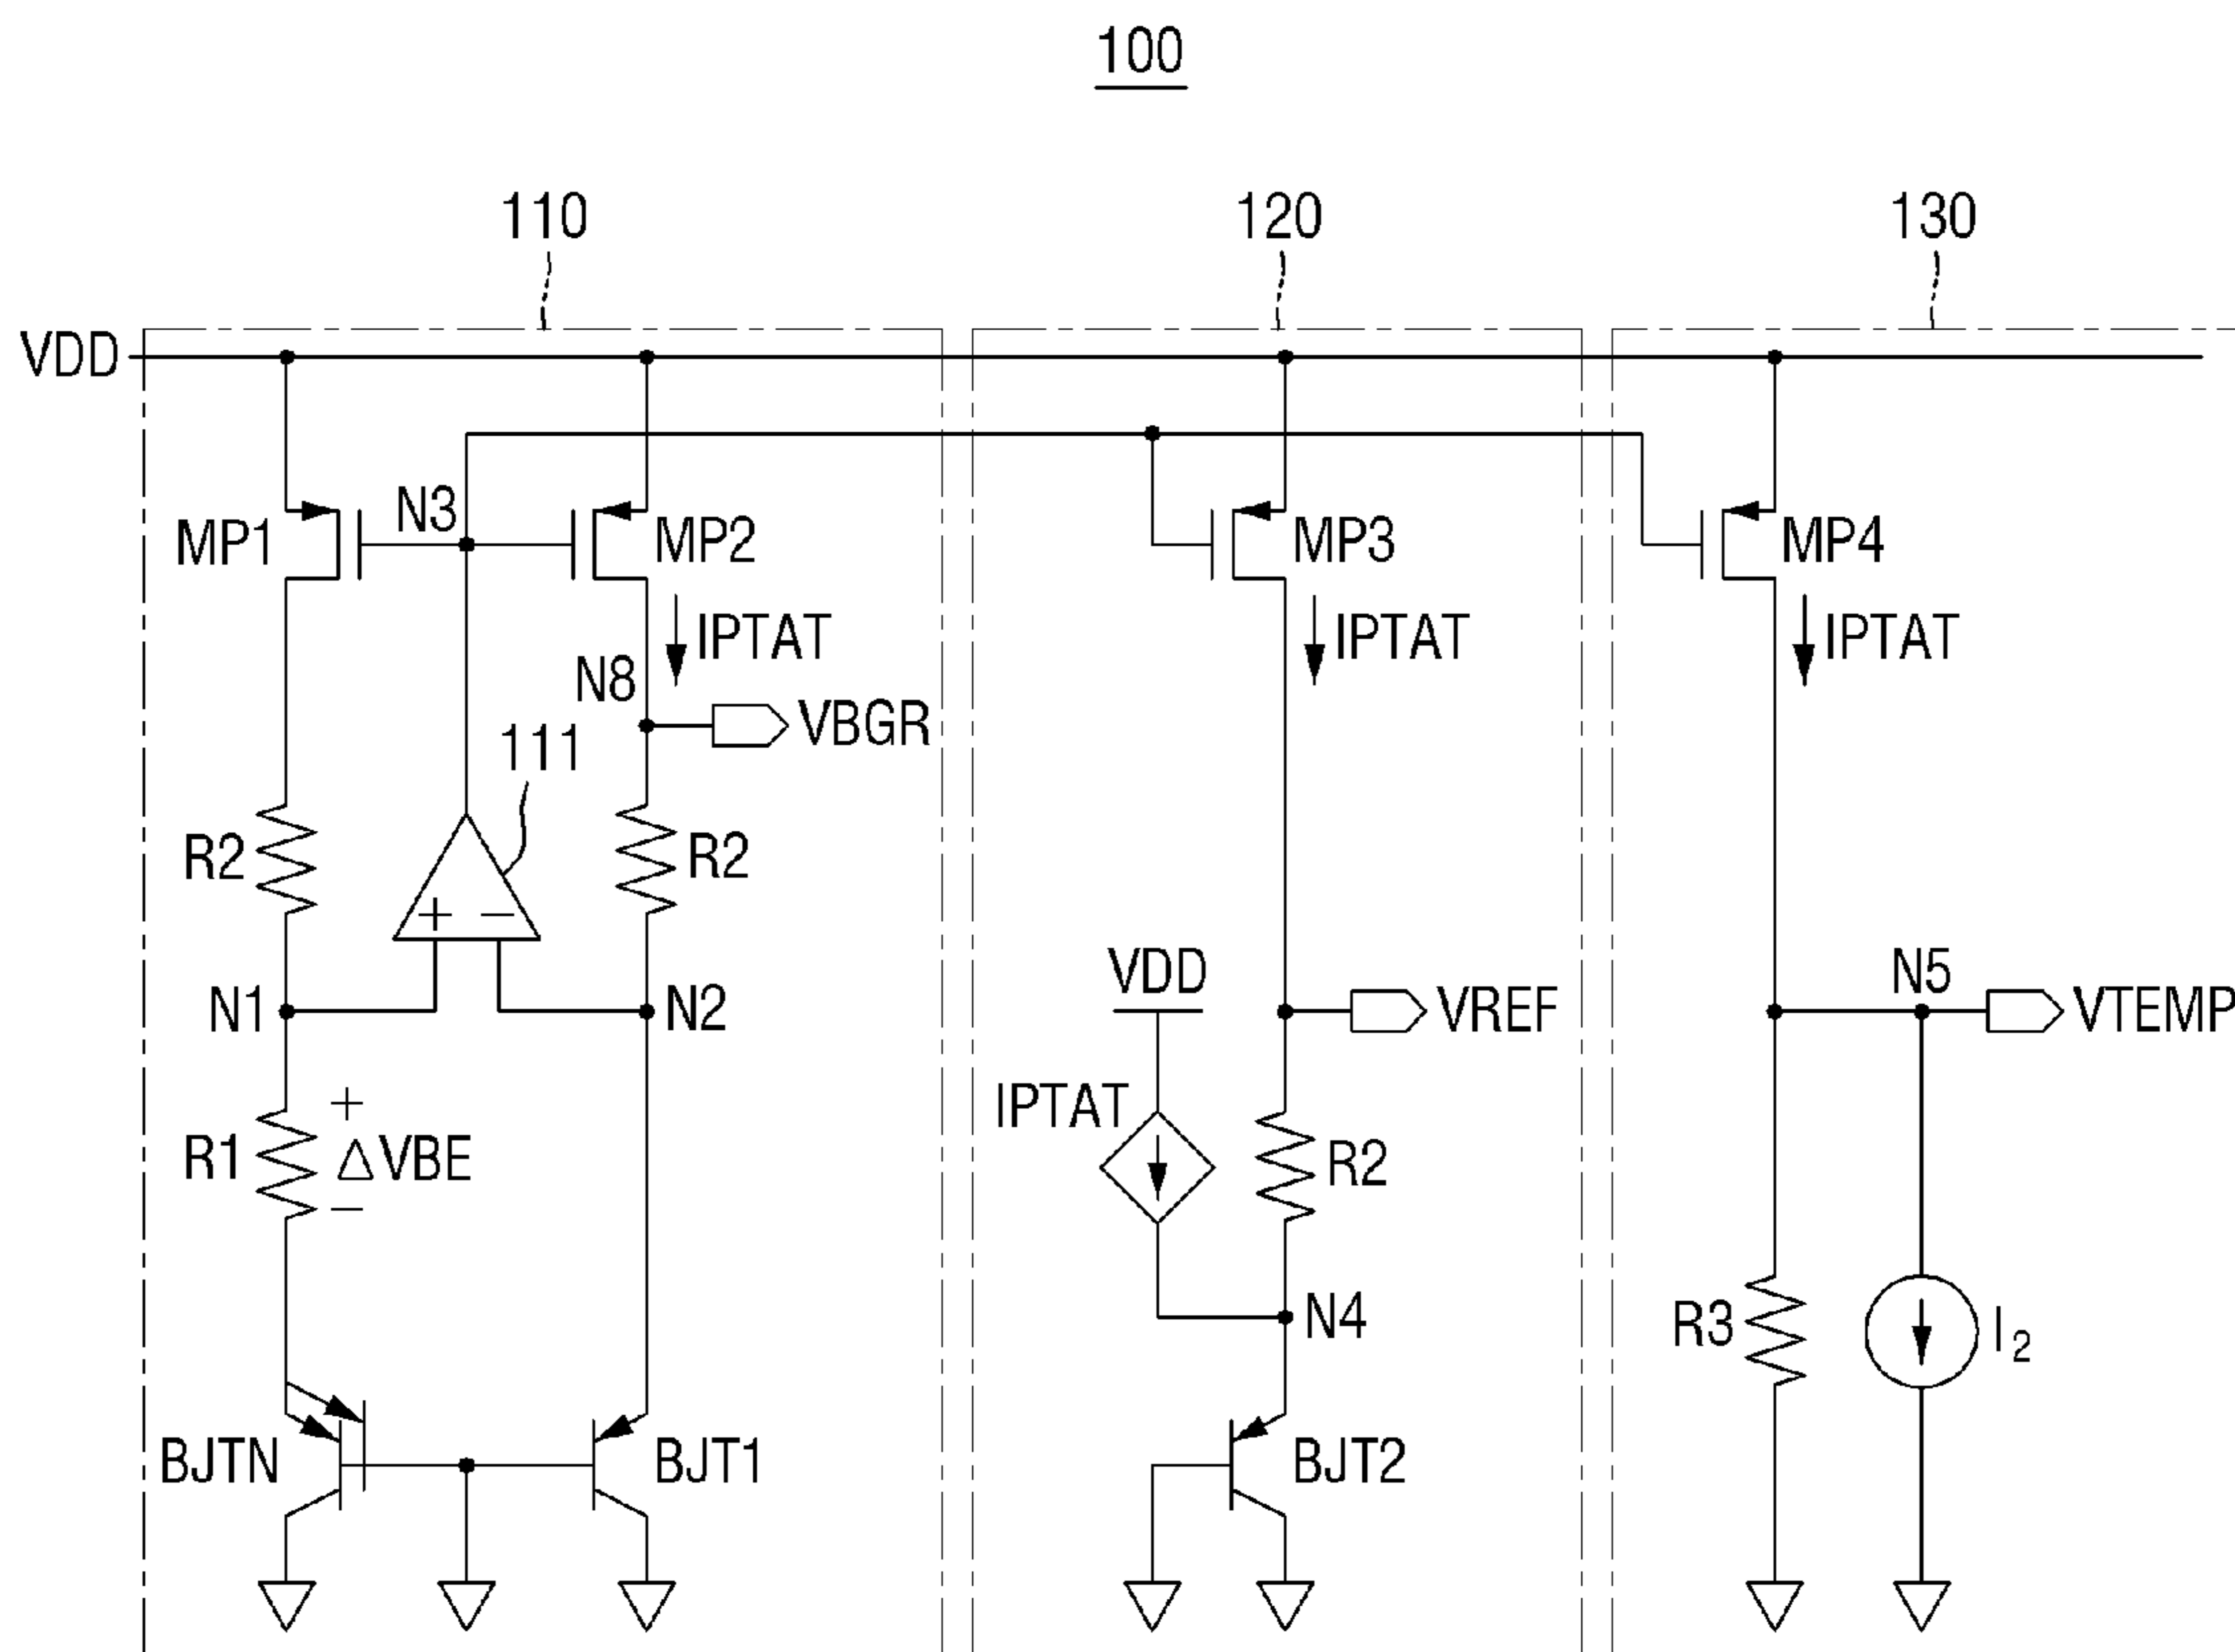 100
110
120
130
VDD
MP1
N3
MP2
MP3
MP4
IPTAT
IPTAT
IPTAT
N8
VBGR
111
R2
+ −
R2
N1
N2
VDD
VREF
N5
VTEMP
R1
+
△VBE
−
IPTAT
R2
N4
R3
I2
BJTN
BJT1
BJT2